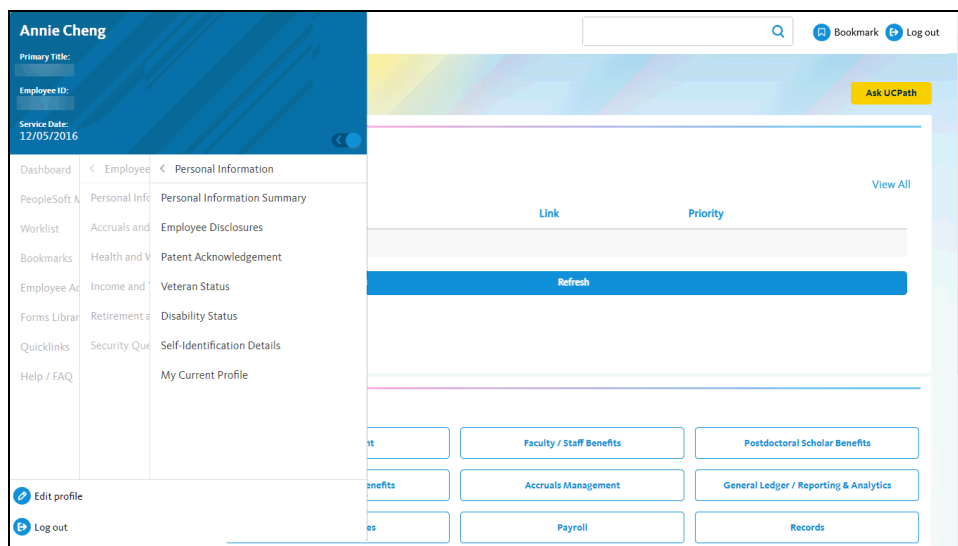 Annie Cheng
Primary Title:
Employee ID:
Service Date:
12/05/2016
Bookmark
Log out
Ask UCPath
Dashboard
PeopleSoft
Worklist
Bookmarks
Employee
Forms
Quicklinks
Help / FAQ
Employee
Personal
Accruals and
Health and
Income and
Retirement
Security
Personal Information
Personal Information Summary
Employee Disclosures
Patent Acknowledgement
Veteran Status
Disability Status
Self-Identification Details
My Current Profile
Edit profile
Log out
View All
Link Priority
Refresh
Faculty / Staff Benefits
Postdoctoral Scholar Benefits
Accruals Management
General Ledger / Reporting & Analytics
Payroll
Records